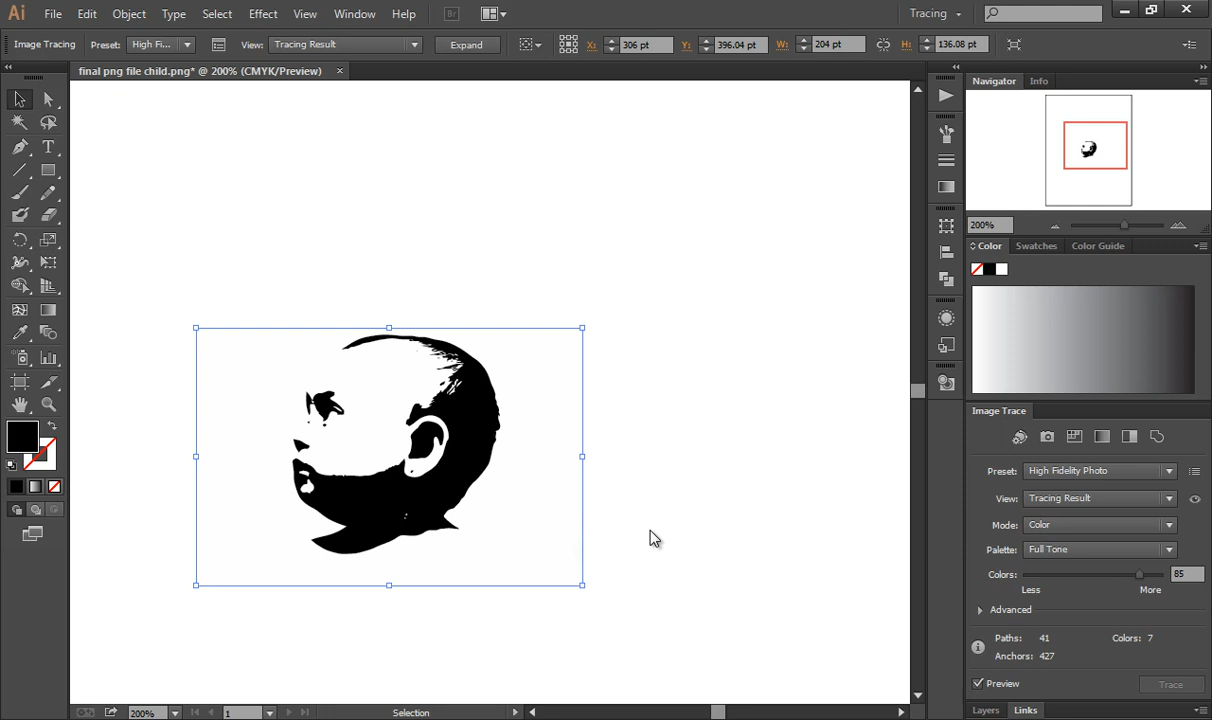 Ai File Edit Object Type Select Effect View Window Help Br Tracing
Image Tracing Preset: High Fi... View: Tracing Result Expand X: 306 pt Y: 396.04 pt W: 204 pt H: 136.08 pt
final png file child.png* @ 200% (CMYK/Preview)
Navigator Info
200%
Color Swatches Color Guide
Image Trace
Preset: High Fidelity Photo
View: Tracing Result
Mode: Color
Palette: Full Tone
Colors: 85
Less More
Advanced
Paths: 41 Colors: 7
Anchors: 427
Preview Trace
Layers Links
200% 1 Selection